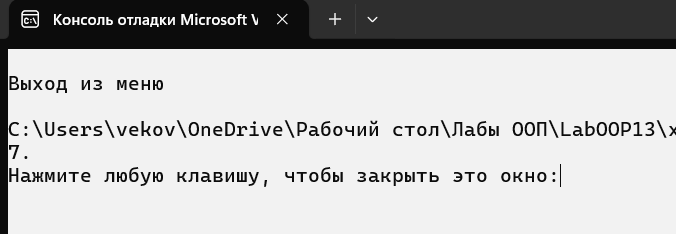 Консоль отладки Microsoft V
Выход из меню
C:\Users\vekov\OneDrive\Рабочий стол\Лабы ООП\LabOOP13\x
7.
Нажмите любую клавишу, чтобы закрыть это окно: